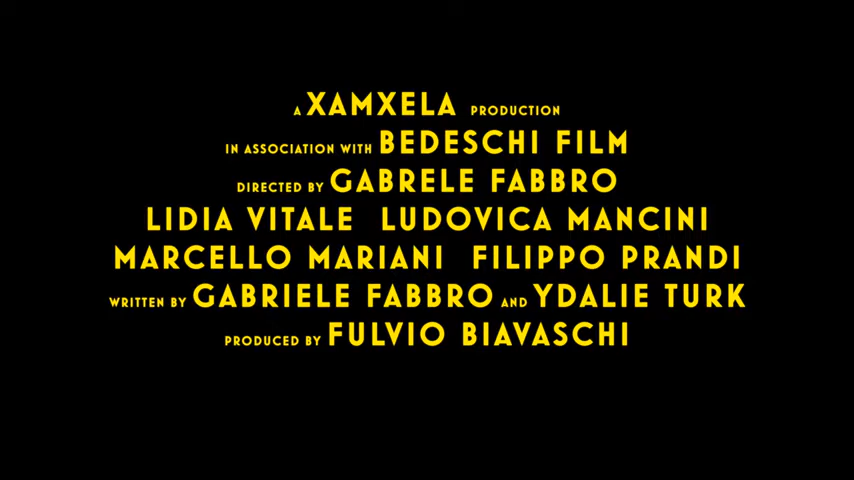 A XAMXELA PRODUCTION
IN ASSOCIATION WITH BEDESCHI FILM
DIRECTED BY GABRELE FABBRO
LIDIA VITALE LUDOVICA MANCINI
MARCELLO MARIANI FILIPPO PRANDI
WRITTEN BY GABRIELE FABBRO AND YDALIE TURK
PRODUCED BY FULVIO BIAVASCHI